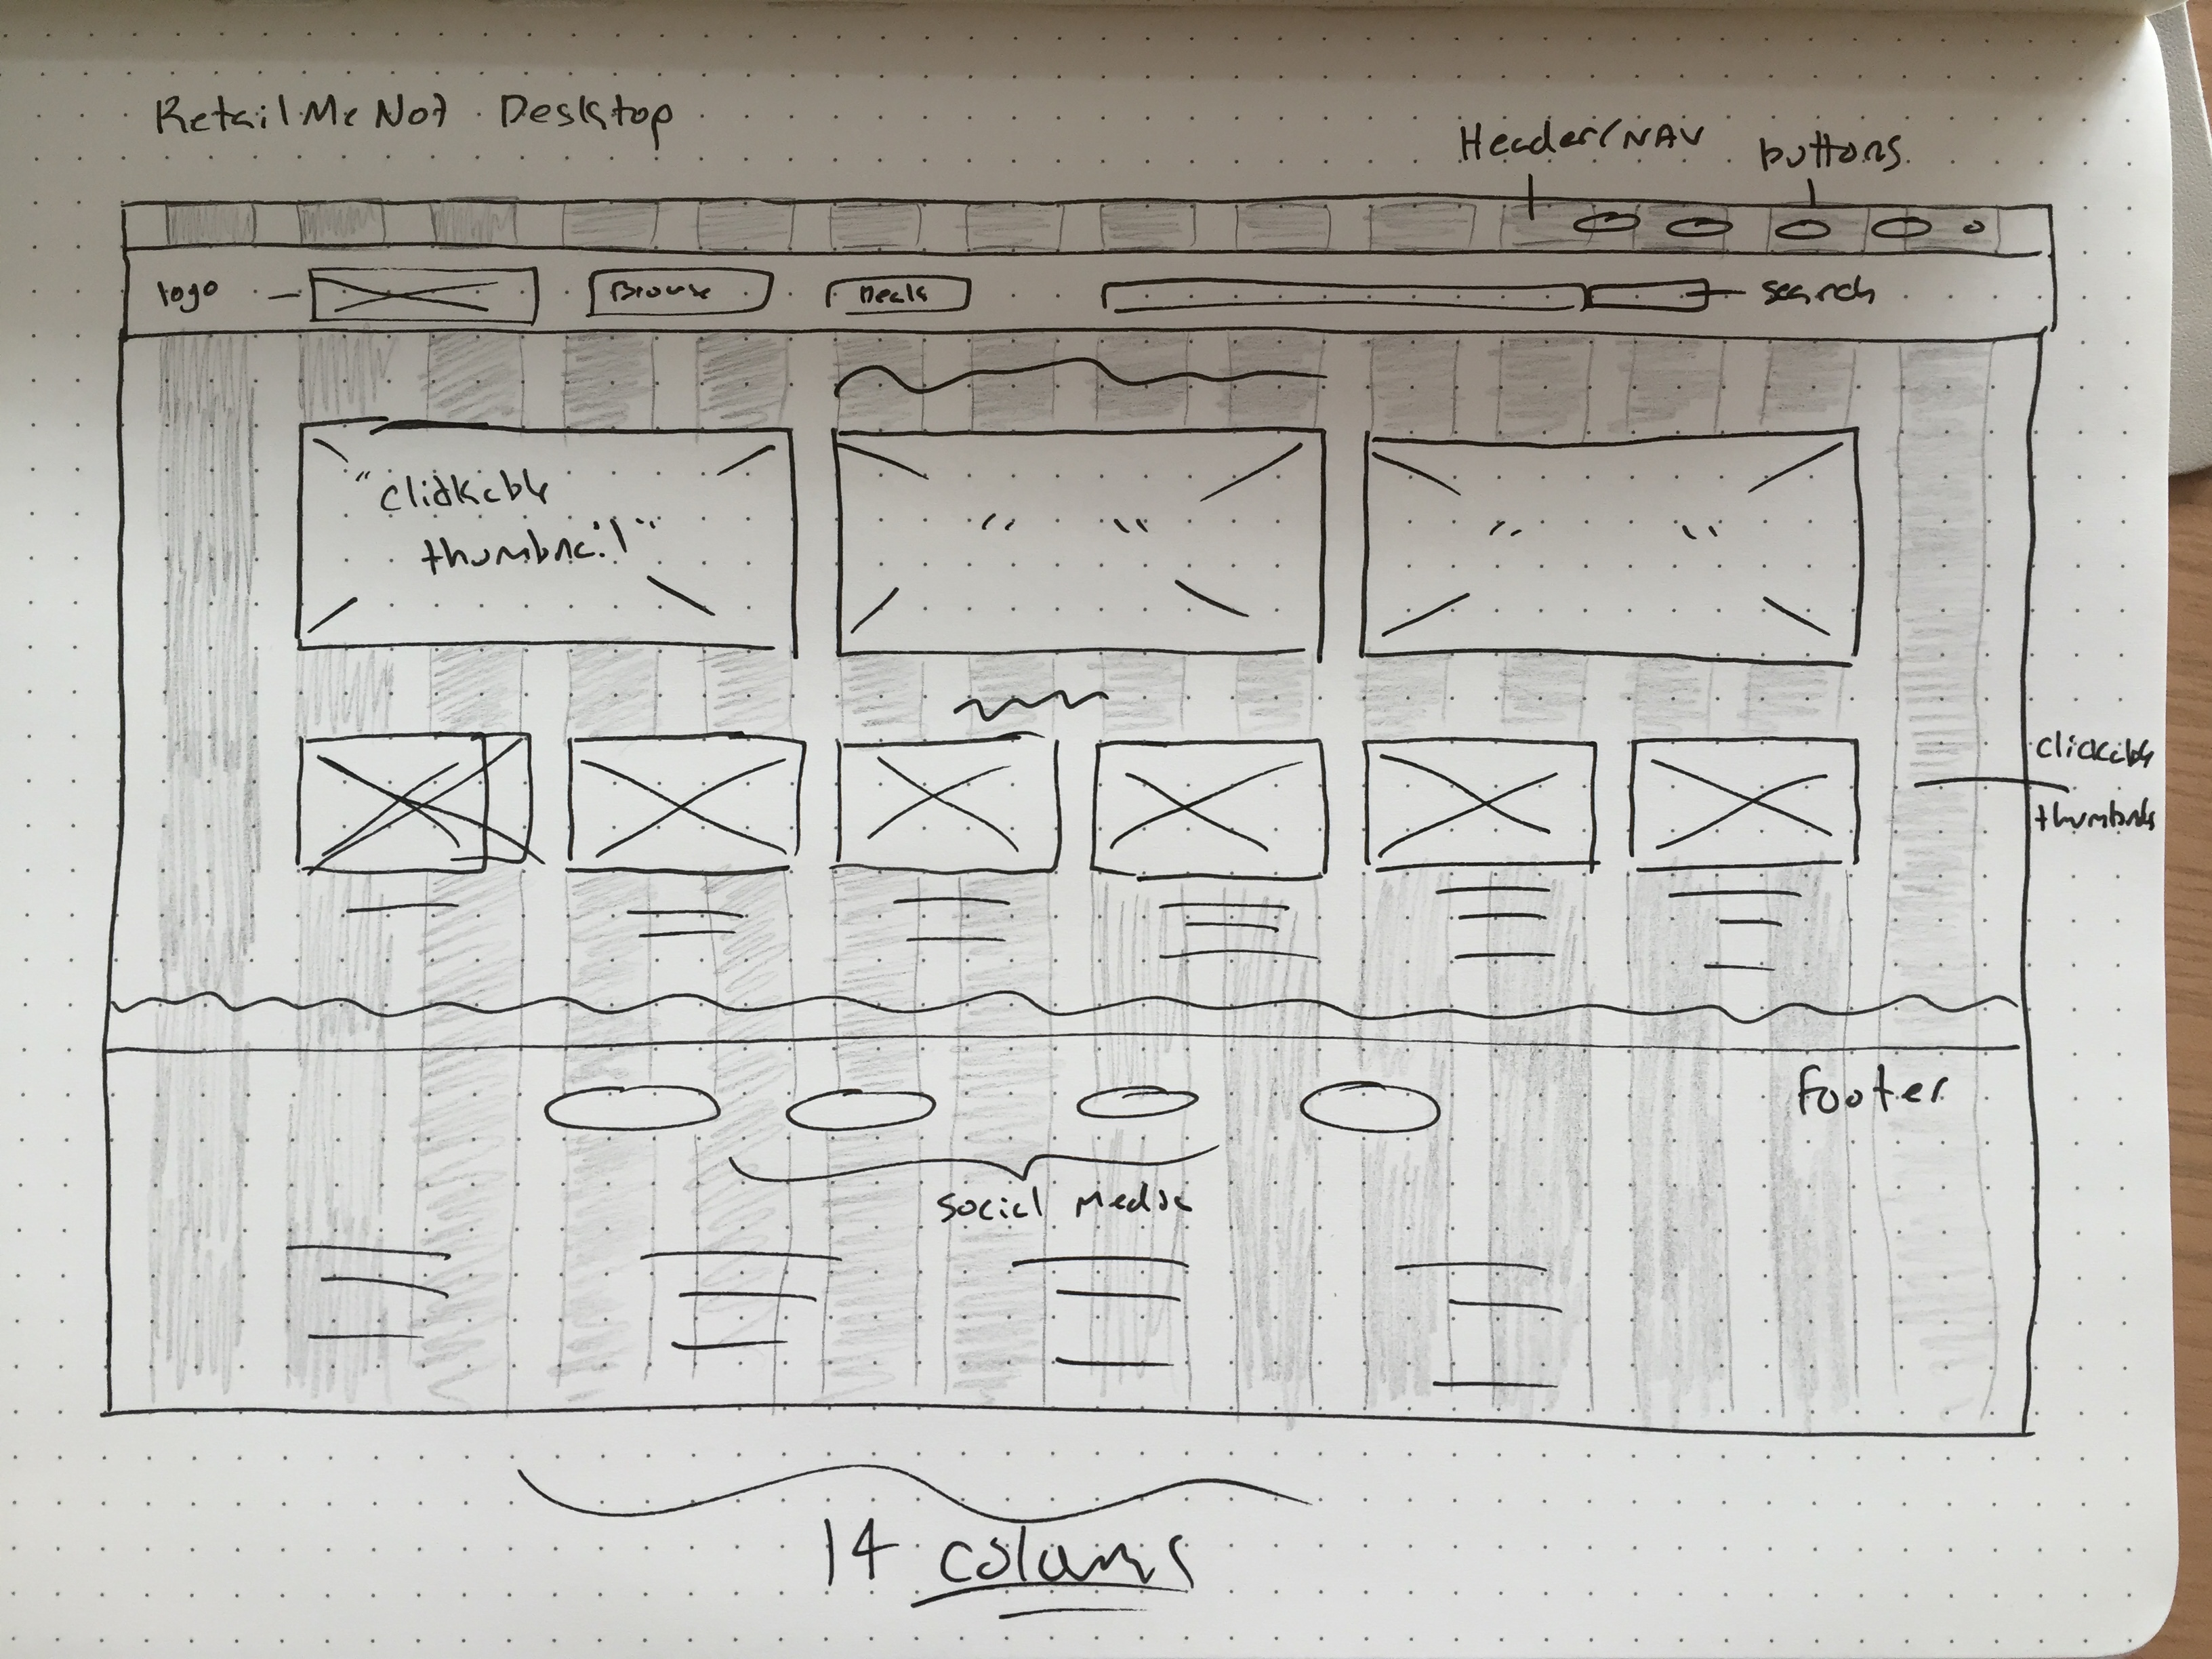 RetailMeNot Desktop
Header/NAV
buttons
logo
Browse
Deals
search
"clickable
thumbnail"
" "
" "
clickable
thumbnails
Footer
social media
14 columns